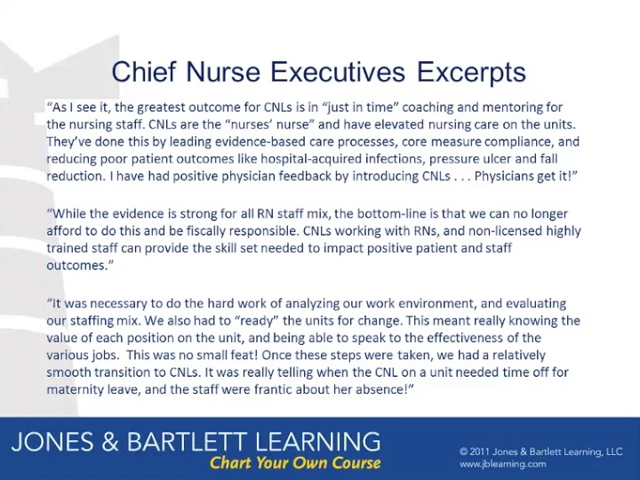 Chief Nurse Executives Excerpts
“As I see it, the greatest outcome for CNLs is in “just in time” coaching and mentoring for
the nursing staff. CNLs are the “nurses’ nurse” and have elevated nursing care on the units.
They’ve done this by leading evidence-based care processes, core measure compliance, and
reducing poor patient outcomes like hospital-acquired infections, pressure ulcer and fall
reduction. I have had positive physician feedback by introducing CNLs . . . Physicians get it!”
“While the evidence is strong for all RN staff mix, the bottom-line is that we can no longer
afford to do this and be fiscally responsible. CNLs working with RNs, and non-licensed highly
trained staff can provide the skill set needed to impact positive patient and staff
outcomes.”
“It was necessary to do the hard work of analyzing our work environment, and evaluating
our staffing mix. We also had to “ready” the units for change. This meant really knowing the
value of each position on the unit, and being able to speak to the effectiveness of the
various jobs.  This was no small feat! Once these steps were taken, we had a relatively
smooth transition to CNLs. It was really telling when the CNL on a unit needed time off for
maternity leave, and the staff were frantic about her absence!”
JONES & BARTLETT LEARNING
Chart Your Own Course
© 2011 Jones & Bartlett Learning, LLC
www.jblearning.com